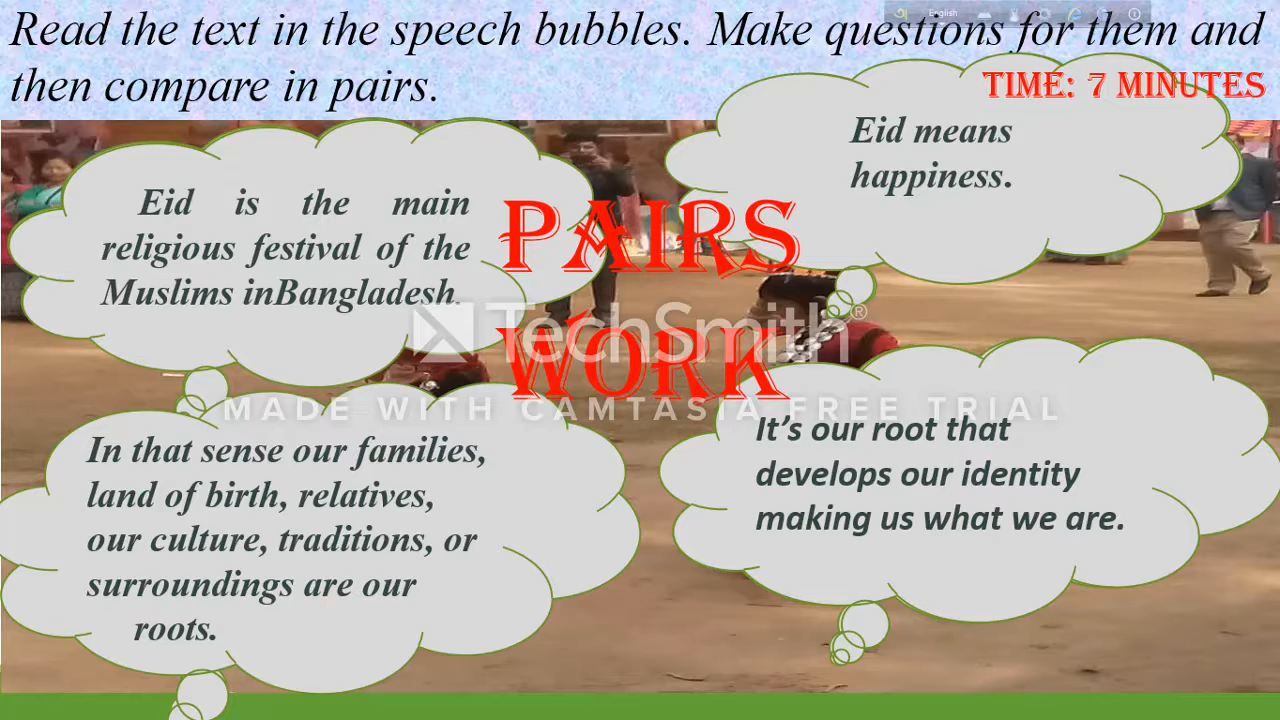 English
Read the text in the speech bubbles. Make questions for them and
then compare in pairs.
TIME: 7 MINUTES
Eid means
happiness.
Eid is the main
religious festival of the
Muslims inBangladesh.
PAIRS
WORK
TechSmith®
MADE WITH CAMTASIA FREE TRIAL
In that sense our families,
land of birth, relatives,
our culture, traditions, or
surroundings are our
roots.
It’s our root that
develops our identity
making us what we are.